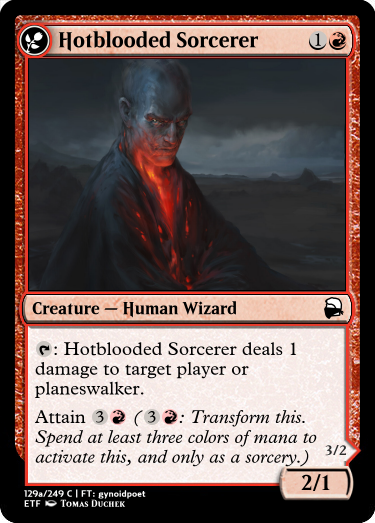 Hotblooded Sorcerer 1
: Hotblooded Sorcerer deals 1
damage to target player or
planeswalker.
Attain 3 ( 3 : Transform this.
Spend at least three colors of mana to
activate this, and only as a sorcery.)
3/2
Creature — Human Wizard
2/1
129a/249 C | FT: gynoidpoet
ETF Tomas Duchek